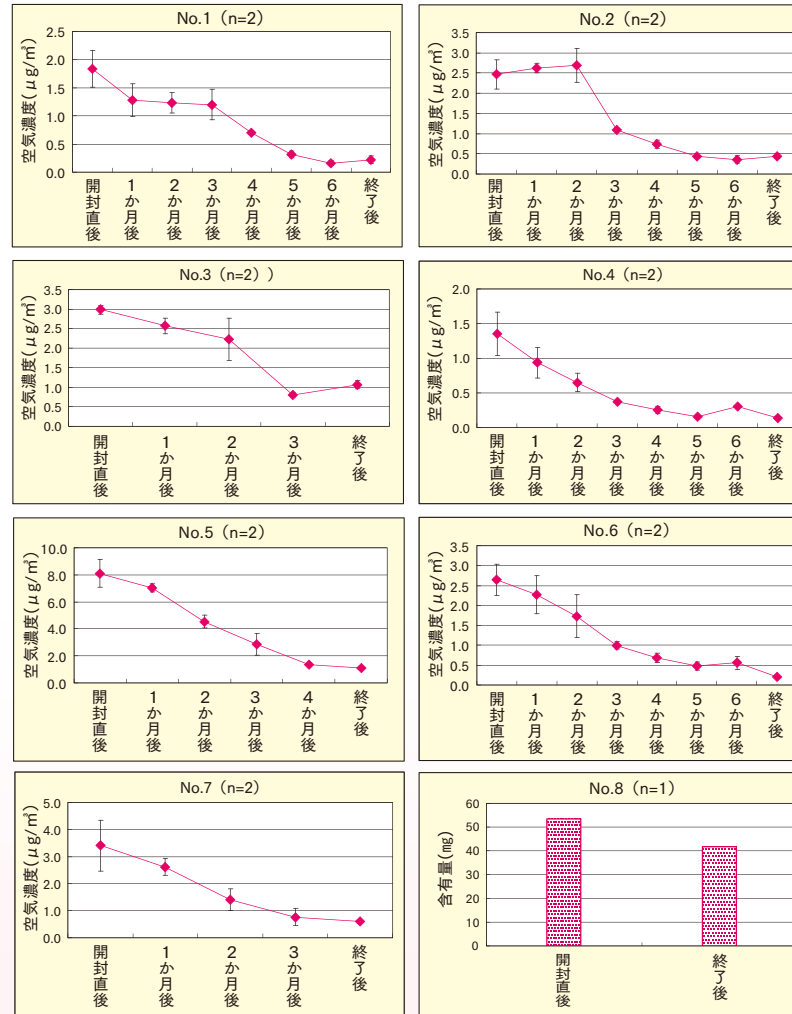 No.1（n=2）
空気濃度(μg/㎥)
2.5
2.0
1.5
1.0
0.5
0.0
開封直後
1か月後
2か月後
3か月後
4か月後
5か月後
6か月後
終了後
No.2（n=2）
空気濃度(μg/㎥)
3.5
3.0
2.5
2.0
1.5
1.0
0.5
0.0
開封直後
1か月後
2か月後
3か月後
4か月後
5か月後
6か月後
終了後
No.3（n=2））
空気濃度(μg/㎥)
3.5
3.0
2.5
2.0
1.5
1.0
0.5
0.0
開封直後
1か月後
2か月後
3か月後
終了後
No.4（n=2）
空気濃度(μg/㎥)
2.0
1.5
1.0
0.5
0.0
開封直後
1か月後
2か月後
3か月後
4か月後
5か月後
6か月後
終了後
No.5（n=2）
空気濃度(μg/㎥)
10.0
8.0
6.0
4.0
2.0
0.0
開封直後
1か月後
2か月後
3か月後
4か月後
終了後
No.6（n=2）
空気濃度(μg/㎥)
3.5
3.0
2.5
2.0
1.5
1.0
0.5
0.0
開封直後
1か月後
2か月後
3か月後
4か月後
5か月後
6か月後
終了後
No.7（n=2）
空気濃度(μg/㎥)
5.0
4.0
3.0
2.0
1.0
0.0
開封直後
1か月後
2か月後
3か月後
終了後
No.8（n=1）
含有量(㎎)
60
50
40
30
20
10
0
開封直後
終了後